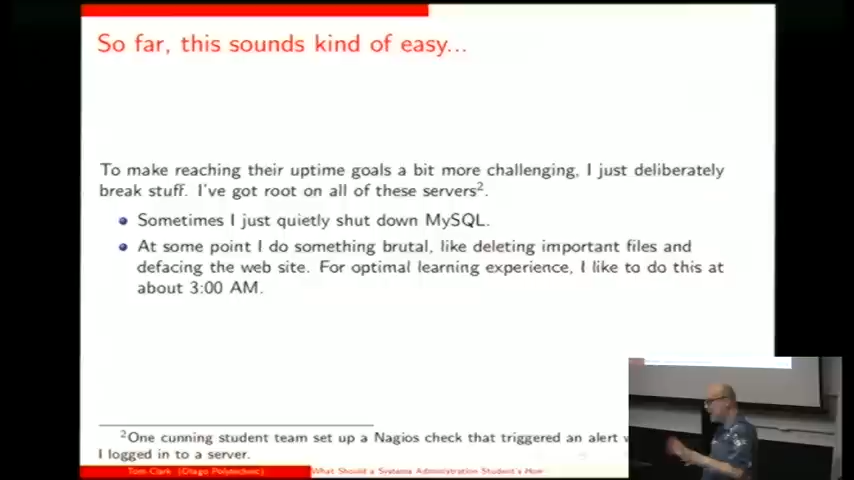 So far, this sounds kind of easy...
To make reaching their uptime goals a bit more challenging, I just deliberately
break stuff. I've got root on all of these servers².
Sometimes I just quietly shut down MySQL.
At some point I do something brutal, like deleting important files and
defacing the web site. For optimal learning experience, I like to do this at
about 3:00 AM.
²One cunning student team set up a Nagios check that triggered an alert
I logged in to a server.
Tom Clark (Otago Polytechnic)
What Should a Systems Administration Student's How